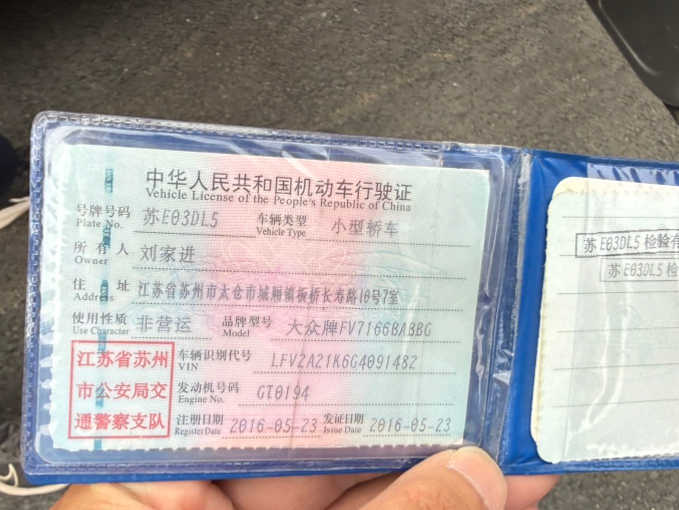 中华人民共和国机动车行驶证
Vehicle License of the People's Republic of China
号牌号码 苏E03DL5 车辆类型 小型轿车
Plate No. Vehicle Type
所有人 刘家进
Owner
住址 江苏省苏州市太仓市城厢镇板桥长寿路10号7室
Address
使用性质 非营运 品牌型号 大众牌FV7166BABBG
Use Character Model
江苏省苏州
市公安局交
通警察支队
车辆识别代号 LFV2A21K6G4091482
VIN
发动机号码 GT0194
Engine No.
注册日期 2016-05-23 发证日期 2016-05-23
Register Date Issue Date
苏E03DL5 检验有
苏E03DL5 检